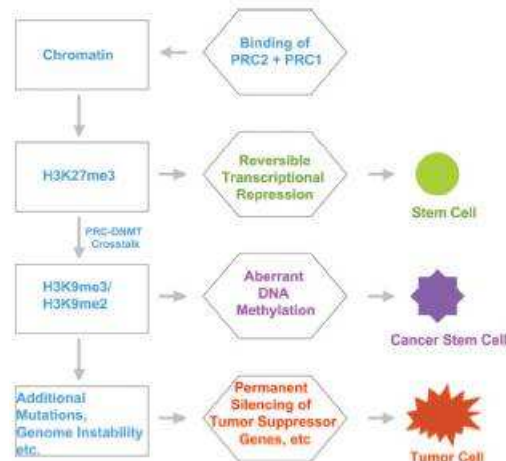 Chromatin
Binding of
PRC2 + PRC1
H3K27me3
Reversible
Transcriptional
Repression
Stem Cell
PRC-DNMT
Crosstalk
H3K9me3/
H3K9me2
Aberrant
DNA
Methylation
Cancer Stem Cell
Additional
Mutations,
Genome Instability
etc.
Permanent
Silencing of
Tumor Suppressor
Genes, etc
Tumor Cell